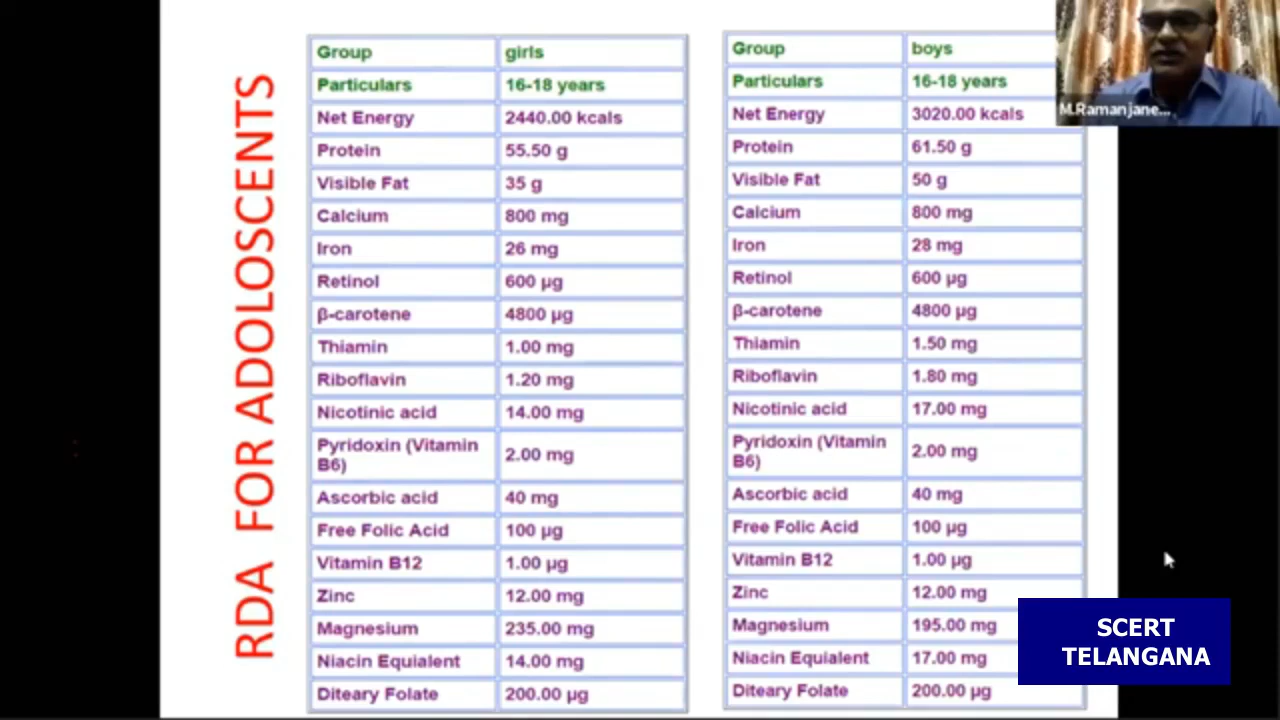 RDA FOR ADOLOSCENTS
Group girls
Particulars 16-18 years
Net Energy 2440.00 kcals
Protein 55.50 g
Visible Fat 35 g
Calcium 800 mg
Iron 26 mg
Retinol 600 µg
β-carotene 4800 µg
Thiamin 1.00 mg
Riboflavin 1.20 mg
Nicotinic acid 14.00 mg
Pyridoxin (Vitamin
B6) 2.00 mg
Ascorbic acid 40 mg
Free Folic Acid 100 µg
Vitamin B12 1.00 µg
Zinc 12.00 mg
Magnesium 235.00 mg
Niacin Equialent 14.00 mg
Diteary Folate 200.00 µg
Group boys
Particulars 16-18 years
Net Energy 3020.00 kcals
Protein 61.50 g
Visible Fat 50 g
Calcium 800 mg
Iron 28 mg
Retinol 600 µg
β-carotene 4800 µg
Thiamin 1.50 mg
Riboflavin 1.80 mg
Nicotinic acid 17.00 mg
Pyridoxin (Vitamin
B6) 2.00 mg
Ascorbic acid 40 mg
Free Folic Acid 100 µg
Vitamin B12 1.00 µg
Zinc 12.00 mg
Magnesium 195.00 mg
Niacin Equialent 17.00 mg
Diteary Folate 200.00 µg
M.Ramanjane...
SCERT
TELANGANA